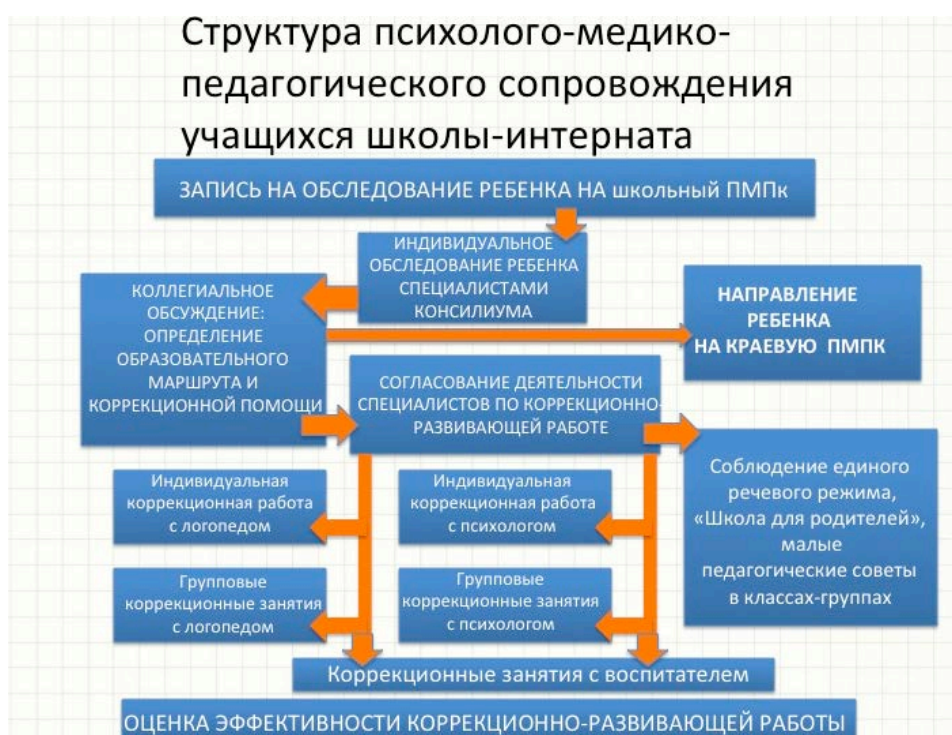 Структура психолого-медико-
педагогического сопровождения
учащихся школы-интерната
ЗАПИСЬ НА ОБСЛЕДОВАНИЕ РЕБЕНКА НА школьный ПМПк
ИНДИВИДУАЛЬНОЕ
ОБСЛЕДОВАНИЕ РЕБЕНКА
СПЕЦИАЛИСТАМИ
КОНСИЛИУМА
КОЛЛЕГИАЛЬНОЕ
ОБСУЖДЕНИЕ:
ОПРЕДЕЛЕНИЕ
ОБРАЗОВАТЕЛЬНОГО
МАРШРУТА И
КОРРЕКЦИОННОЙ ПОМОЩИ
НАПРАВЛЕНИЕ
РЕБЕНКА
НА КРАЕВУЮ ПМПК
СОГЛАСОВАНИЕ ДЕЯТЕЛЬНОСТИ
СПЕЦИАЛИСТОВ ПО КОРРЕКЦИОННО-
РАЗВИВАЮЩЕЙ РАБОТЕ
Индивидуальная
коррекционная работа
с логопедом
Индивидуальная
коррекционная работа
с психологом
Соблюдение единого
речевого режима,
«Школа для родителей»,
малые
педагогические советы
в классах-группах
Групповые
коррекционные занятия
с логопедом
Групповые
коррекционные занятия
с психологом
Коррекционные занятия с воспитателем
ОЦЕНКА ЭФФЕКТИВНОСТИ КОРРЕКЦИОННО-РАЗВИВАЮЩЕЙ РАБОТЫ